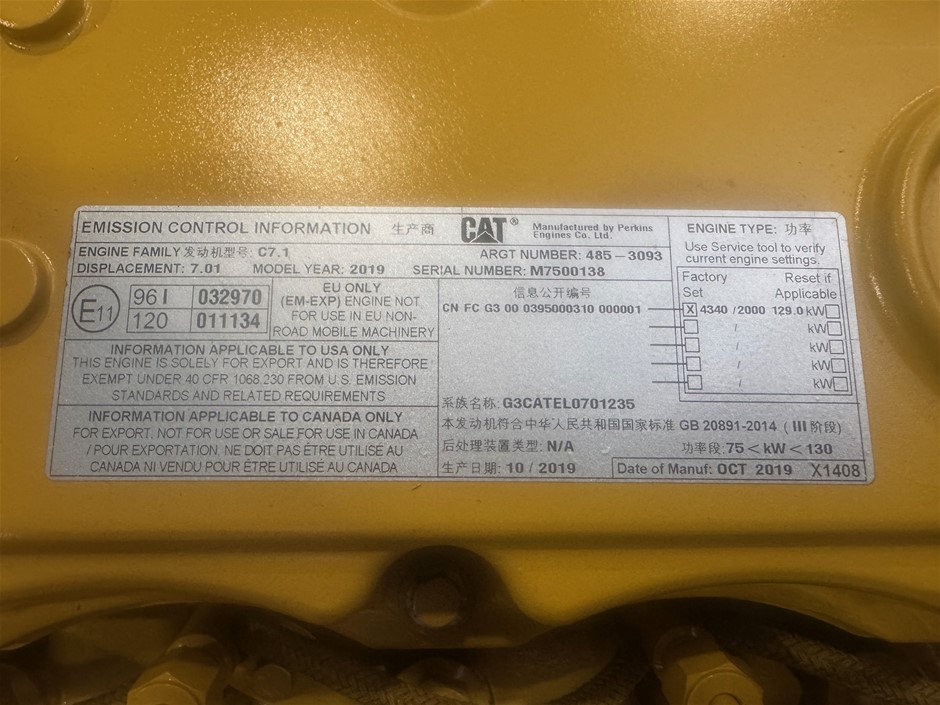 EMISSION CONTROL INFORMATION 生产商 CAT® Manufactured by Perkins Engines Co. Ltd.
ENGINE FAMILY 发动机型号: C7.1
ARGT NUMBER: 485-3093
DISPLACEMENT: 7.01 MODEL YEAR: 2019 SERIAL NUMBER: M7500138
E11
96 I 032970
120 011134
EU ONLY
(EM-EXP) ENGINE NOT
FOR USE IN EU NON-
ROAD MOBILE MACHINERY
INFORMATION APPLICABLE TO USA ONLY
THIS ENGINE IS SOLELY FOR EXPORT AND IS THEREFORE
EXEMPT UNDER 40 CFR 1068.230 FROM U.S. EMISSION
STANDARDS AND RELATED REQUIREMENTS
INFORMATION APPLICABLE TO CANADA ONLY
FOR EXPORT, NOT FOR USE OR SALE FOR USE IN CANADA
/ POUR EXPORTATION. NE DOIT PAS ÊTRE UTILISÉ AU
CANADA NI VENDU POUR ÊTRE UTILISÉ AU CANADA
信息公开编号
CN FC G3 00 0395000310 000001
ENGINE TYPE: 功率
Use Service tool to verify
current engine settings.
Factory Set Reset if Applicable
X 4340 / 2000 129.0 kW
/ kW
/ kW
/ kW
/ kW
系族名称: G3CATEL0701235
本发动机符合中华人民共和国国家标准 GB 20891-2014 ( III 阶段)
后处理装置类型: N/A 功率段: 75 < kW < 130
生产日期: 10 / 2019 Date of Manuf: OCT 2019 X1408